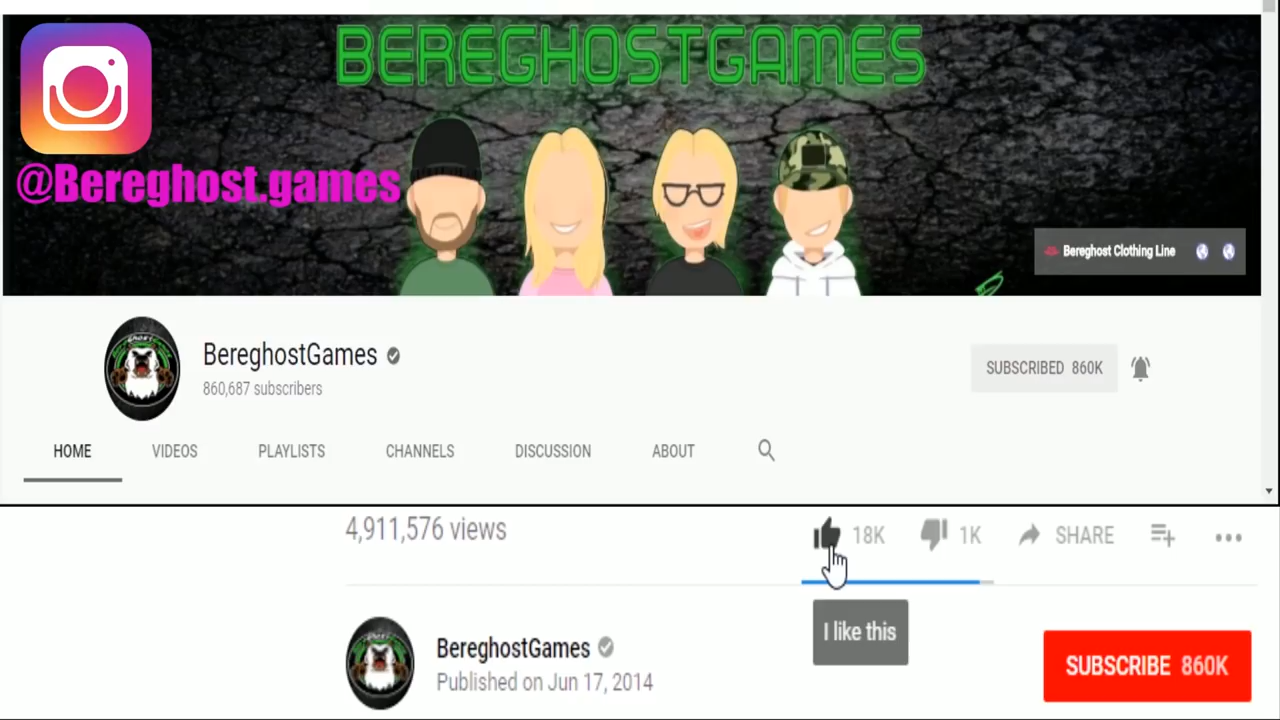 BEREGHOSTGAMES
@Bereghost.games
Bereghost Clothing Line
BereghostGames
860,687 subscribers
SUBSCRIBED 860K
HOME VIDEOS PLAYLISTS CHANNELS DISCUSSION ABOUT
4,911,576 views
18K 1K SHARE
I like this
BereghostGames
Published on Jun 17, 2014
SUBSCRIBE 860K